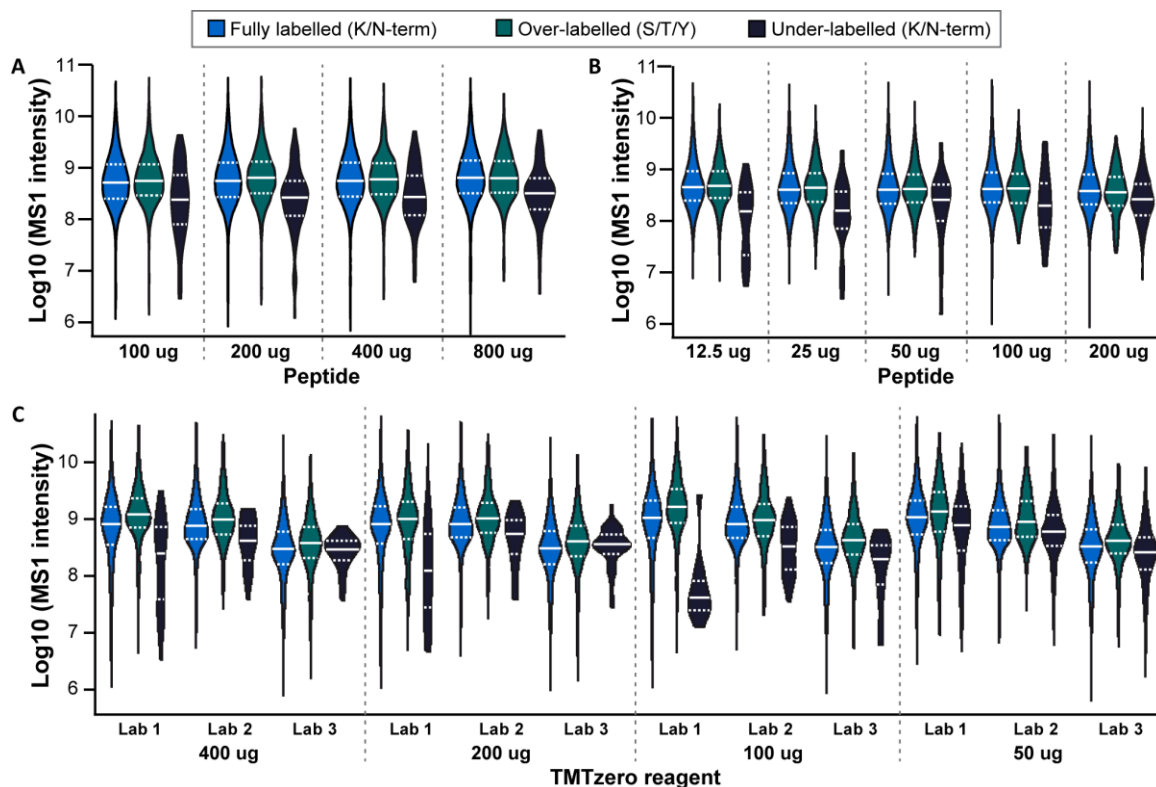 Fully labelled (K/N-term) Over-labelled (S/T/Y) Under-labelled (K/N-term)
A
Log10 (MS1 intensity)
11
10
9
8
7
6
100 ug 200 ug 400 ug 800 ug
Peptide
B
Log10 (MS1 intensity)
11
10
9
8
7
6
12.5 ug 25 ug 50 ug 100 ug 200 ug
Peptide
C
Log10 (MS1 intensity)
10
9
8
7
6
Lab 1 Lab 2 Lab 3 Lab 1 Lab 2 Lab 3 Lab 1 Lab 2 Lab 3 Lab 1 Lab 2 Lab 3
400 ug 200 ug 100 ug 50 ug
TMTzero reagent